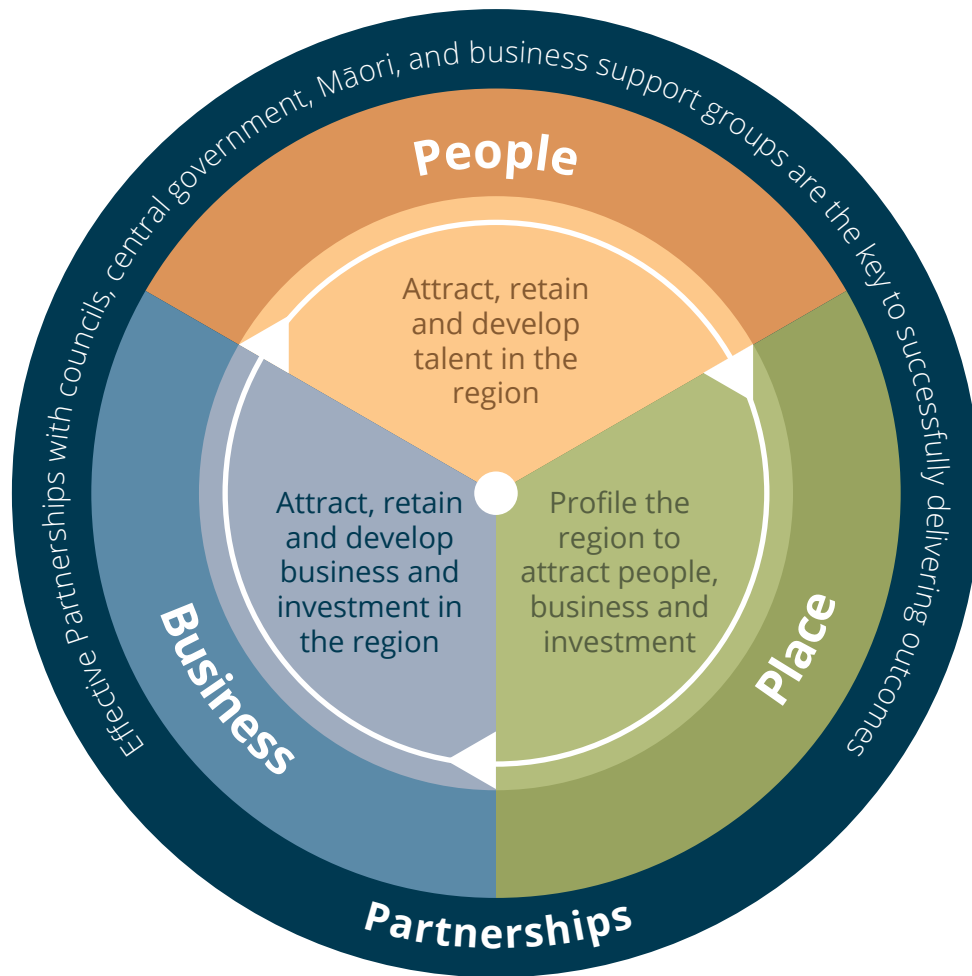 Effective Partnerships with councils, central government, Māori, and business support groups are the key to successfully delivering outcomes
People
Attract, retain
and develop
talent in the
region
Attract, retain
and develop
business and
investment in
the region
Profile the
region to
attract people,
business and
investment
Business
Place
Partnerships